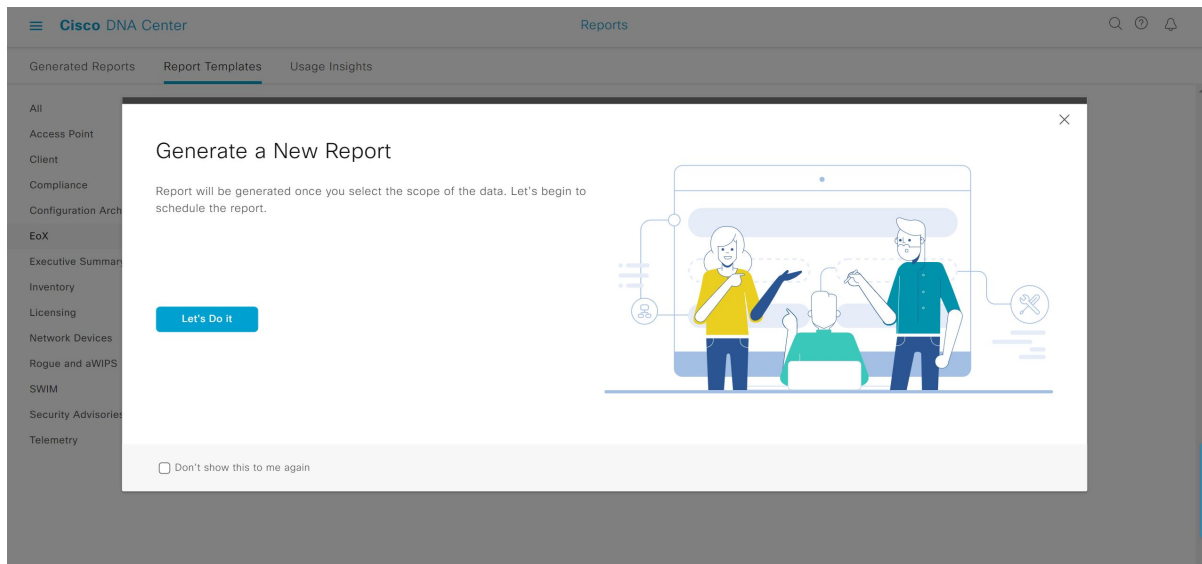 Cisco DNA Center
Reports
Generated Reports
Report Templates
Usage Insights
All
Access Point
Client
Compliance
Configuration Arch
EoX
Executive Summary
Inventory
Licensing
Network Devices
Rogue and aWIPS
SWIM
Security Advisories
Telemetry
Generate a New Report
Report will be generated once you select the scope of the data. Let's begin to
schedule the report.
Let's Do it
Don't show this to me again